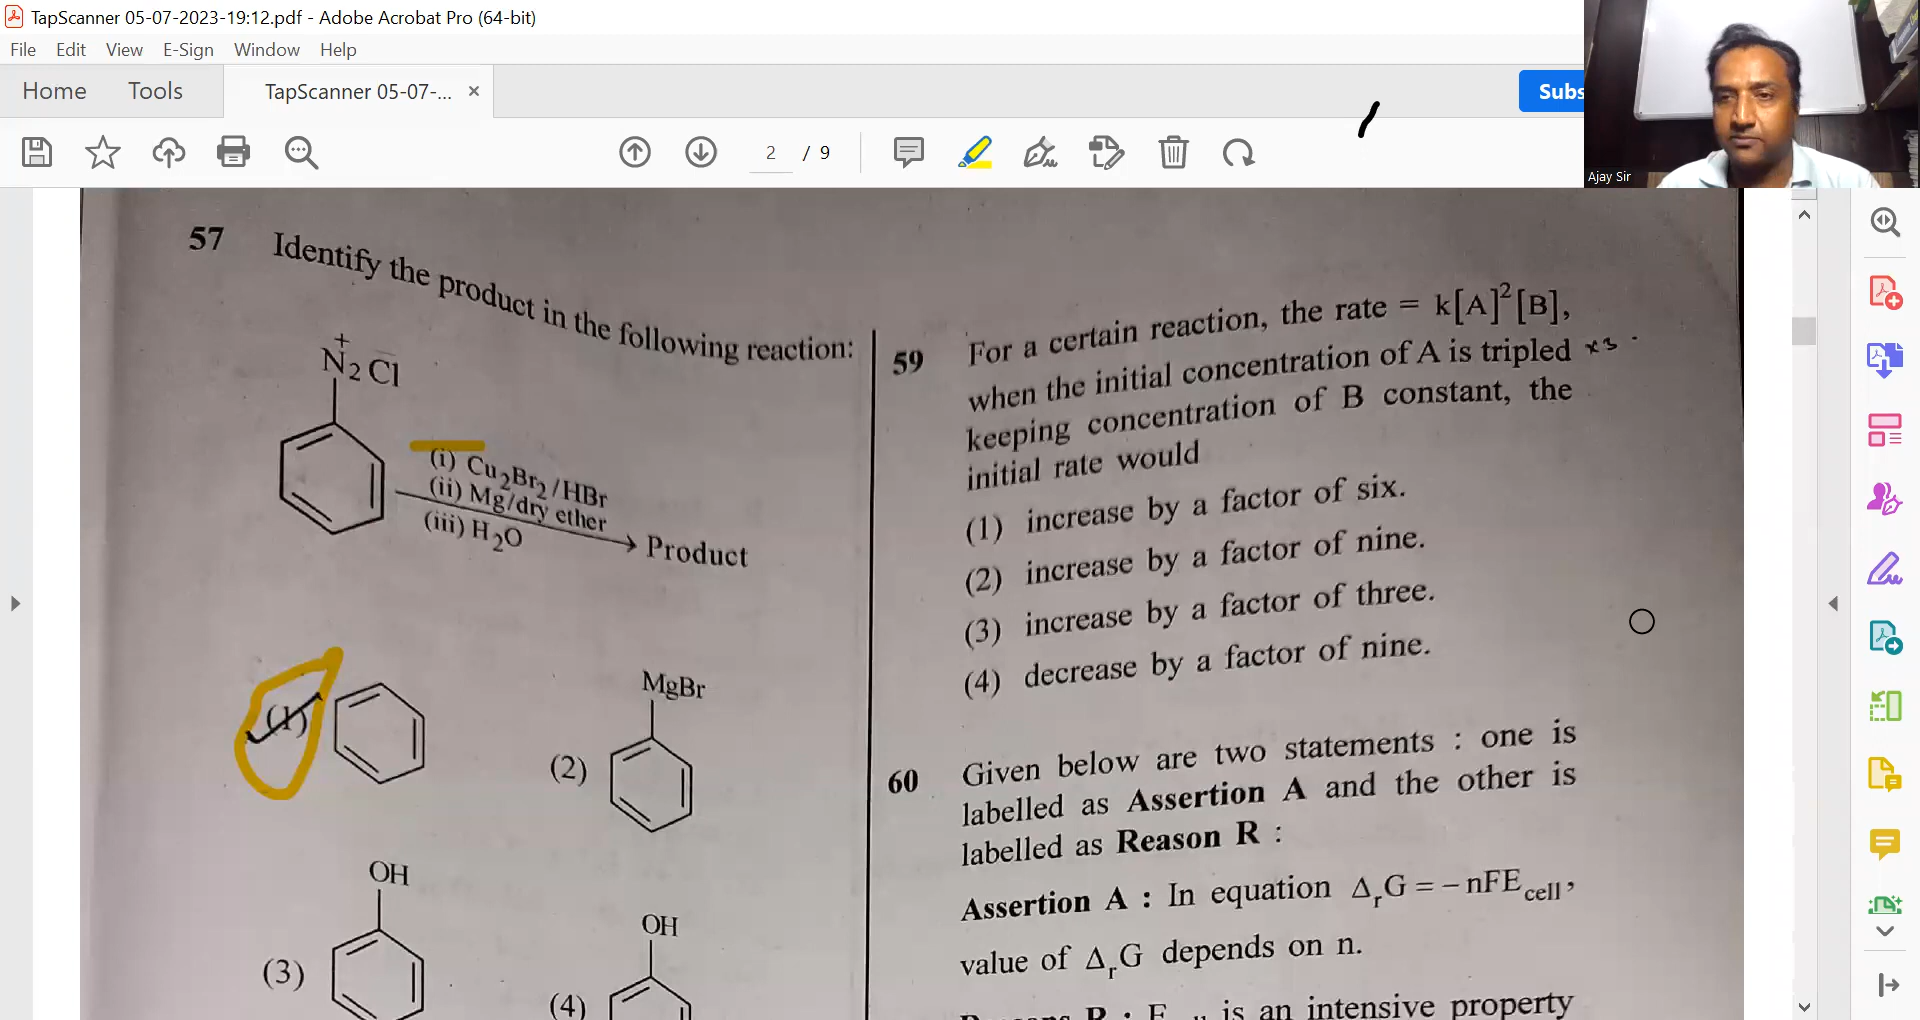 TapScanner 05-07-2023-19:12.pdf - Adobe Acrobat Pro (64-bit)
File Edit View E-Sign Window Help
Home Tools TapScanner 05-07-... ×
Subs
2 / 9
Ajay Sir
57 Identify the product in the following reaction:
+
N₂ C̄l
(i) Cu₂Br₂/HBr
(ii) Mg/dry ether
(iii) H₂O
Product
(1)
MgBr
(2)
OH
(3)
OH
(4)
59 For a certain reaction, the rate = k[A]²[B],
when the initial concentration of A is tripled ×3
keeping concentration of B constant, the
initial rate would
(1) increase by a factor of six.
(2) increase by a factor of nine.
(3) increase by a factor of three.
(4) decrease by a factor of nine.
60 Given below are two statements : one is
labelled as Assertion A and the other is
labelled as Reason R :
Assertion A : In equation ΔᵣG = – nFE cell,
value of ΔᵣG depends on n.
R : E is an intensive property